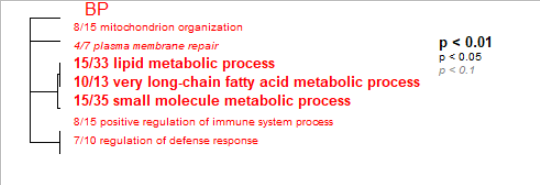 BP
8/15 mitochondrion organization
4/7 plasma membrane repair
15/33 lipid metabolic process
10/13 very long-chain fatty acid metabolic process
15/35 small molecule metabolic process
8/15 positive regulation of immune system process
7/10 regulation of defense response
p < 0.01
p < 0.05
p < 0.1